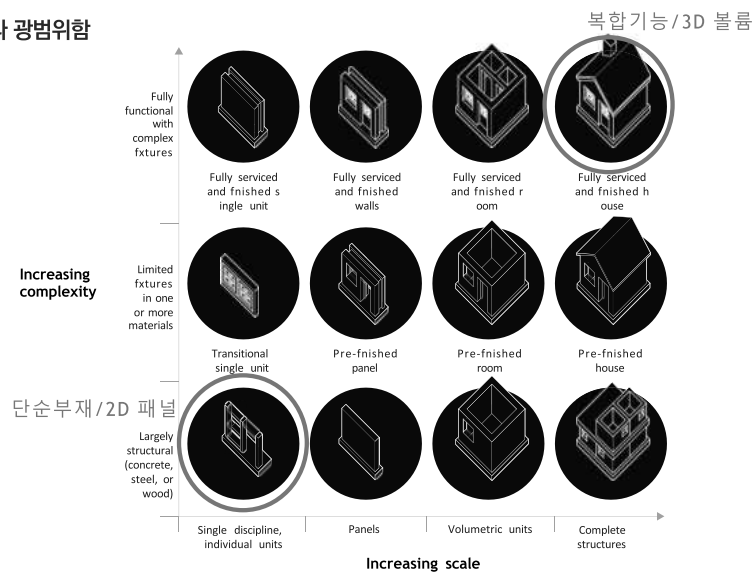 광범위함
복합기능/3D 볼륨
Fully
functional
with
complex
fxtures
Fully serviced
and fnished s
ingle unit
Fully serviced
and fnished
walls
Fully serviced
and fnished r
oom
Fully serviced
and fnished h
ouse
Increasing
complexity
Limited
fxtures
in one
or more
materials
Transitional
single unit
Pre-fnished
panel
Pre-fnished
room
Pre-fnished
house
단순부재/2D 패널
Largely
structural
(concrete,
steel, or
wood)
Single discipline,
individual units
Panels
Volumetric units
Complete
structures
Increasing scale